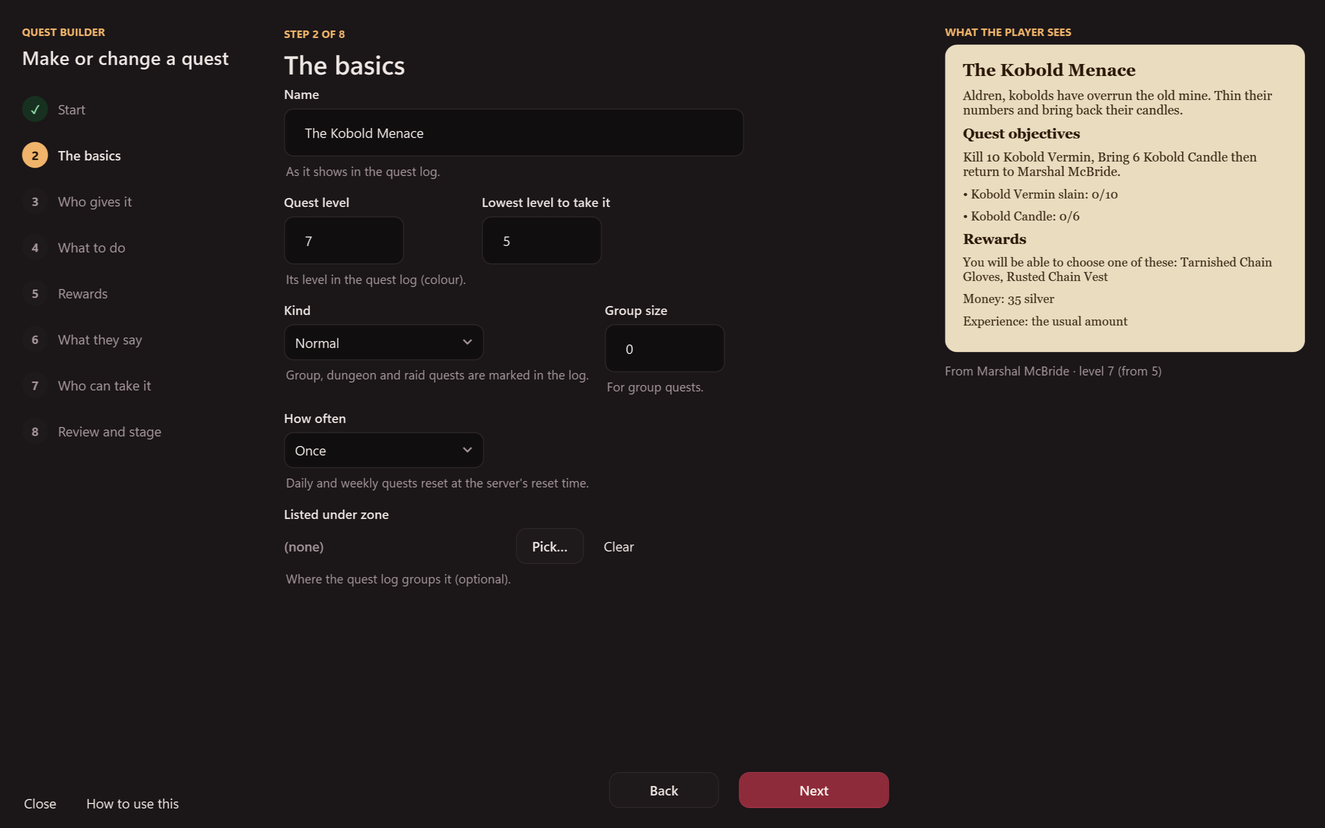 QUEST BUILDER
Make or change a quest
✓ Start
2 The basics
3 Who gives it
4 What to do
5 Rewards
6 What they say
7 Who can take it
8 Review and stage
Close How to use this
STEP 2 OF 8
The basics
Name
The Kobold Menace
As it shows in the quest log.
Quest level Lowest level to take it
7 5
Its level in the quest log (colour).
Kind Group size
Normal 0
Group, dungeon and raid quests are marked in the log.
For group quests.
How often
Once
Daily and weekly quests reset at the server's reset time.
Listed under zone
(none) Pick... Clear
Where the quest log groups it (optional).
Back Next
WHAT THE PLAYER SEES
The Kobold Menace
Aldren, kobolds have overrun the old mine. Thin their
numbers and bring back their candles.
Quest objectives
Kill 10 Kobold Vermin, Bring 6 Kobold Candle then
return to Marshal McBride.
• Kobold Vermin slain: 0/10
• Kobold Candle: 0/6
Rewards
You will be able to choose one of these: Tarnished Chain
Gloves, Rusted Chain Vest
Money: 35 silver
Experience: the usual amount
From Marshal McBride · level 7 (from 5)